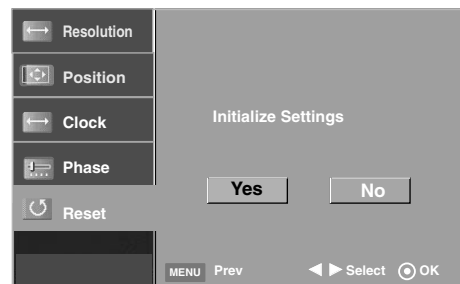 Resolution
Position
Clock
Phase
Reset
Initialize Settings
Yes No
MENU Prev Select OK